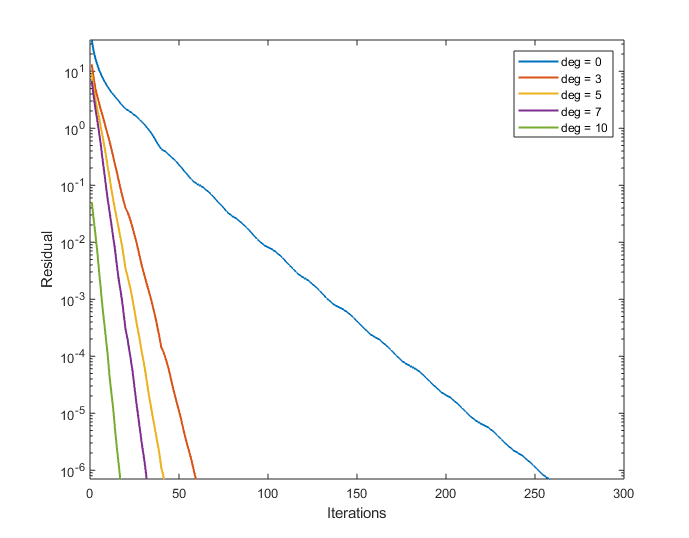 deg = 0
deg = 3
deg = 5
deg = 7
deg = 10
10^1
10^0
10^-1
10^-2
10^-3
10^-4
10^-5
10^-6
Residual
0 50 100 150 200 250 300
Iterations